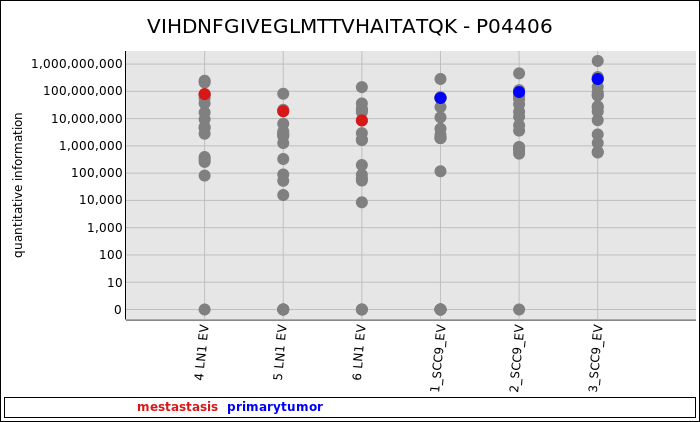 VIHDNFGIVEGLMTTVHAITATQK - P04406
quantitative information
1,000,000,000
100,000,000
10,000,000
1,000,000
100,000
10,000
1,000
100
10
0
4 LN1 EV
5 LN1 EV
6 LN1 EV
1_SCC9_EV
2_SCC9_EV
3_SCC9_EV
mestastasis primarytumor